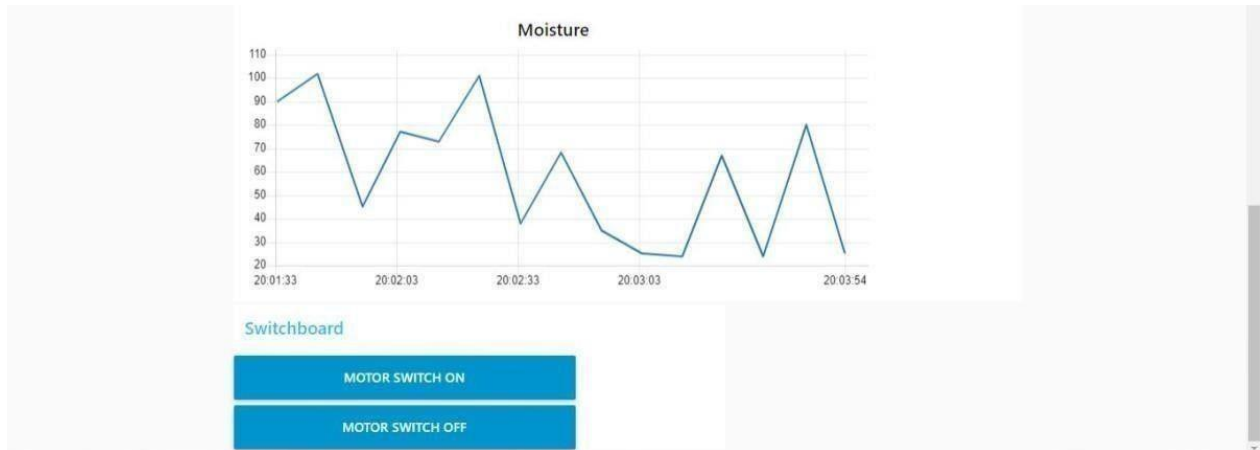 Moisture
110
100
90
80
70
60
50
40
30
20
20:01:33 20:02:03 20:02:33 20:03:03 20:03:54
Switchboard
MOTOR SWITCH ON
MOTOR SWITCH OFF